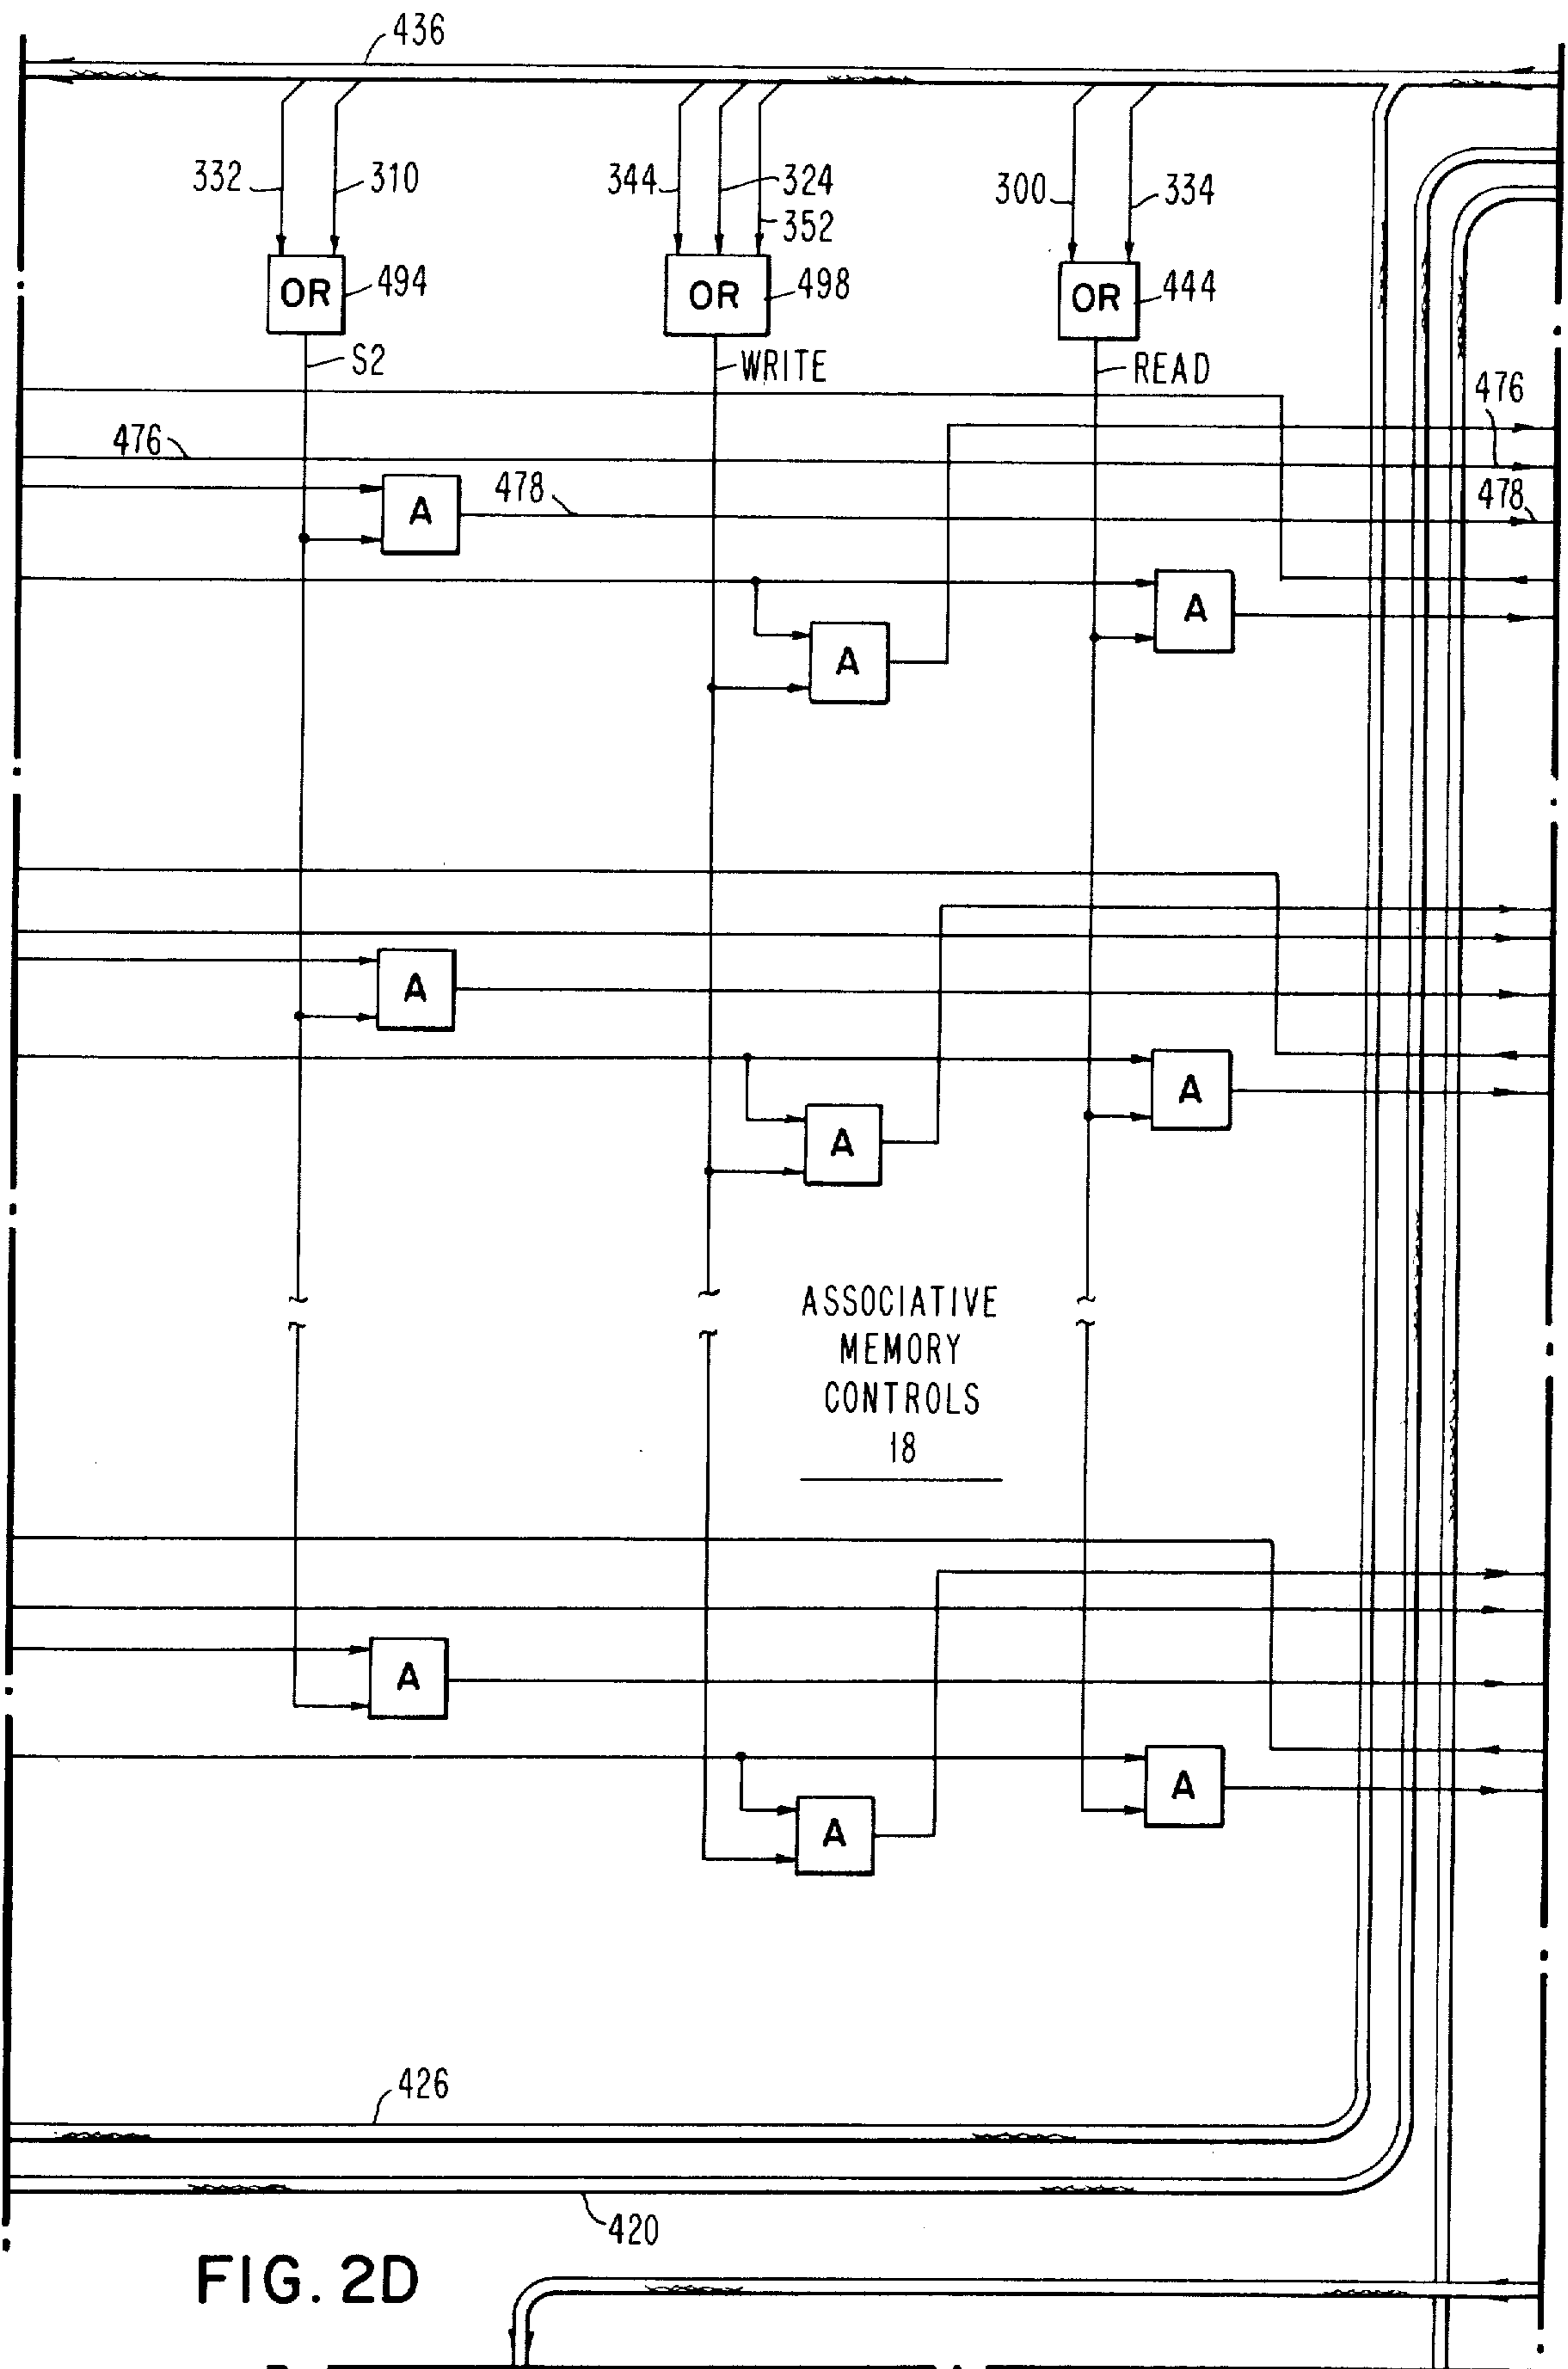 436
332
310
344
324
352
300
334
OR
494
OR
498
OR
444
S2
WRITE
READ
476
476
478
478
A
A
A
A
A
A
ASSOCIATIVE
MEMORY
CONTROLS
18
A
A
A
426
420
FIG. 2D